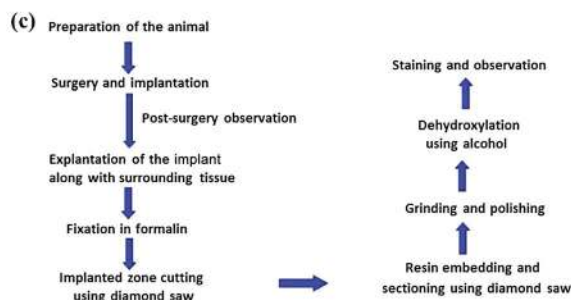 (c)
Preparation of the animal
Surgery and implantation
Post-surgery observation
Explantation of the implant
along with surrounding tissue
Fixation in formalin
Implanted zone cutting
using diamond saw
Resin embedding and
sectioning using diamond saw
Grinding and polishing
Dehydroxylation
using alcohol
Staining and observation